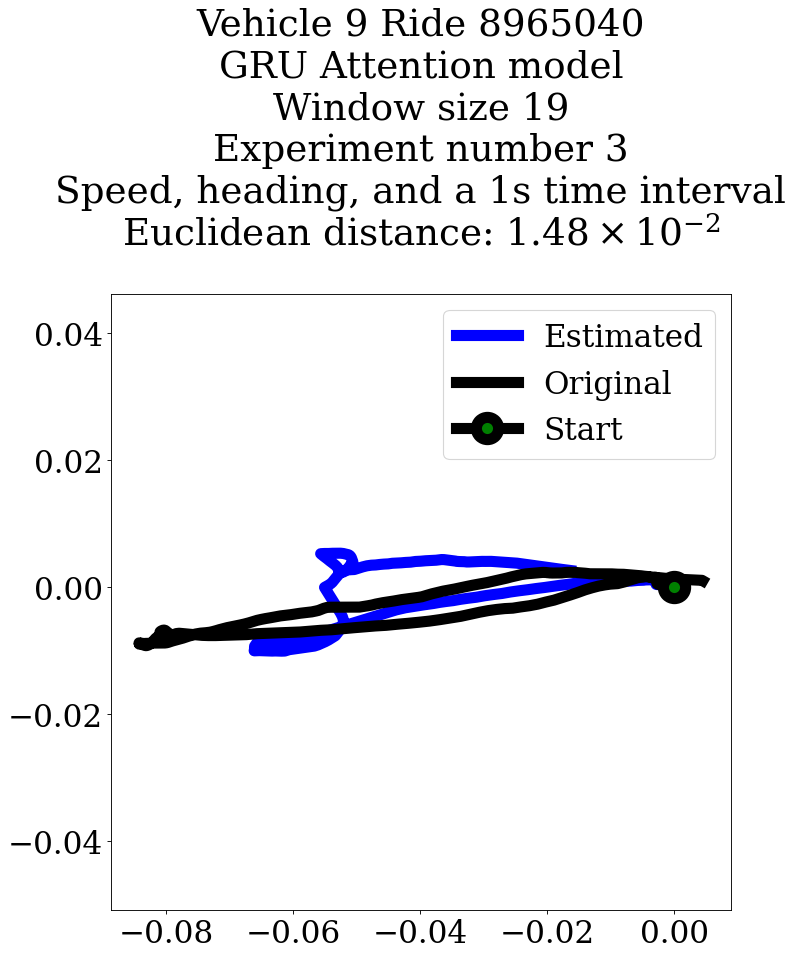 Vehicle 9 Ride 8965040
GRU Attention model
Window size 19
Experiment number 3
Speed, heading, and a 1s time interval
Euclidean distance: 1.48 × 10⁻²
Estimated
Original
Start
0.04
0.02
0.00
−0.02
−0.04
−0.08 −0.06 −0.04 −0.02 0.00